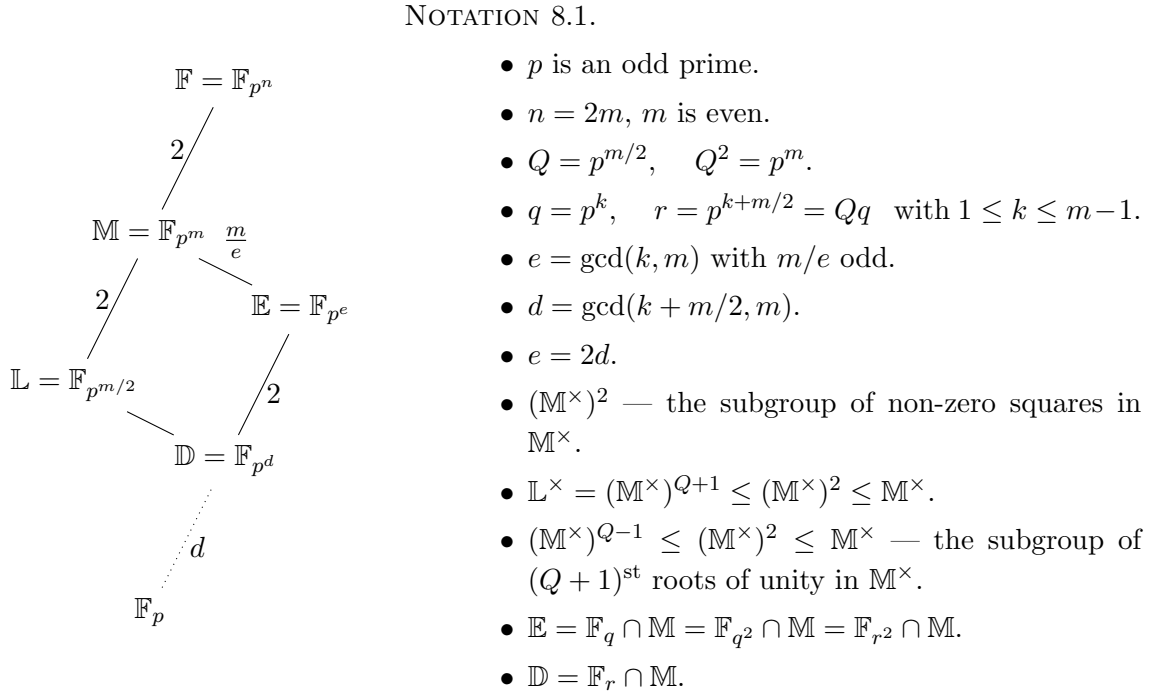 NOTATION 8.1.
𝔽 = 𝔽_{p^n}
2
𝕄 = 𝔽_{p^m} m/e
2
𝔼 = 𝔽_{p^e}
𝕃 = 𝔽_{p^{m/2}}
2
𝔻 = 𝔽_{p^d}
d
𝔽_p
• p is an odd prime.
• n = 2m, m is even.
• Q = p^{m/2}, Q^2 = p^m.
• q = p^k, r = p^{k+m/2} = Qq with 1 ≤ k ≤ m−1.
• e = gcd(k, m) with m/e odd.
• d = gcd(k + m/2, m).
• e = 2d.
• (𝕄^×)^2 — the subgroup of non-zero squares in
𝕄^×.
• 𝕃^× = (𝕄^×)^{Q+1} ≤ (𝕄^×)^2 ≤ 𝕄^×.
• (𝕄^×)^{Q−1} ≤ (𝕄^×)^2 ≤ 𝕄^× — the subgroup of
(Q + 1)^{st} roots of unity in 𝕄^×.
• 𝔼 = 𝔽_q ∩ 𝕄 = 𝔽_{q^2} ∩ 𝕄 = 𝔽_{r^2} ∩ 𝕄.
• 𝔻 = 𝔽_r ∩ 𝕄.